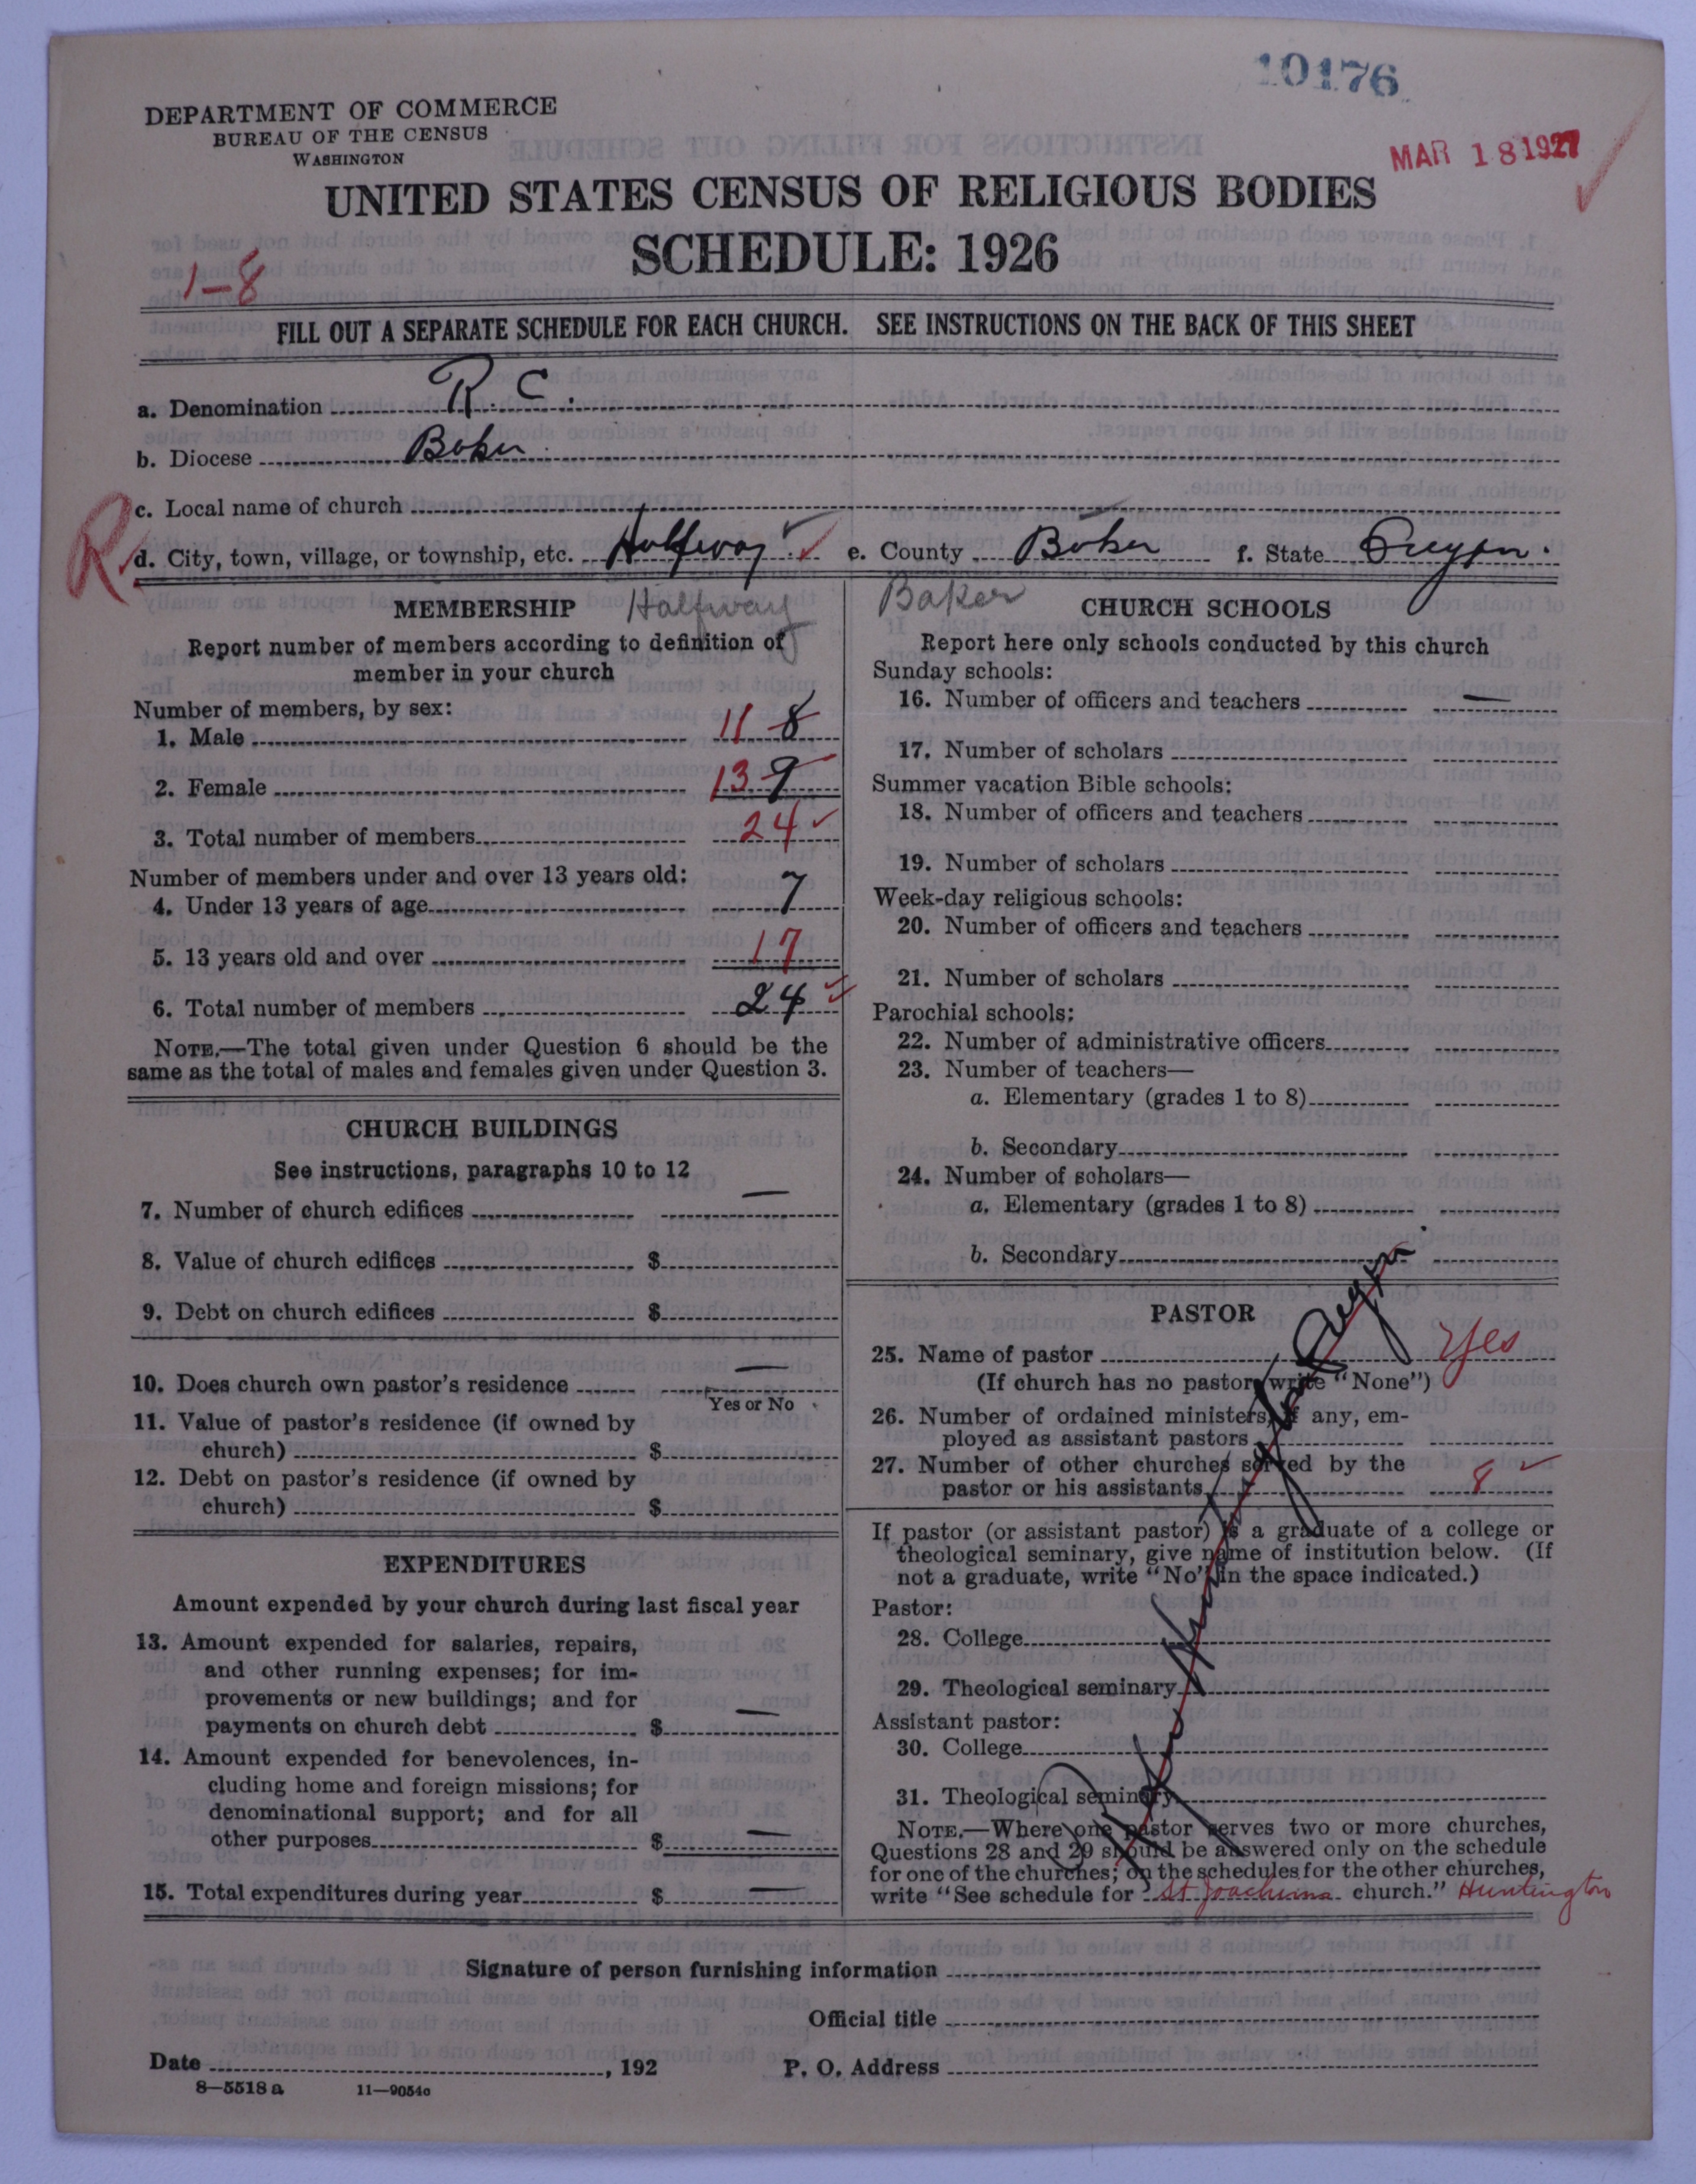 10176
DEPARTMENT OF COMMERCE
BUREAU OF THE CENSUS
WASHINGTON
MAR 18 1927
UNITED STATES CENSUS OF RELIGIOUS BODIES
SCHEDULE: 1926
1-8
FILL OUT A SEPARATE SCHEDULE FOR EACH CHURCH. SEE INSTRUCTIONS ON THE BACK OF THIS SHEET
a. Denomination R. C.
b. Diocese Baker
c. Local name of church
R d. City, town, village, or township, etc. Halfway e. County Baker f. State Oregon.
MEMBERSHIP Halfway
Report number of members according to definition of
member in your church
Number of members, by sex:
1. Male 11 8
2. Female 13 9
3. Total number of members 24
Number of members under and over 13 years old:
4. Under 13 years of age 7
5. 13 years old and over 17
6. Total number of members 24
NOTE.—The total given under Question 6 should be the
same as the total of males and females given under Question 3.
CHURCH BUILDINGS
See instructions, paragraphs 10 to 12
7. Number of church edifices —
8. Value of church edifices $
9. Debt on church edifices $
10. Does church own pastor's residence —
Yes or No
11. Value of pastor's residence (if owned by
church) $
12. Debt on pastor's residence (if owned by
church) $
EXPENDITURES
Amount expended by your church during last fiscal year
13. Amount expended for salaries, repairs,
and other running expenses; for im-
provements or new buildings; and for
payments on church debt $ —
14. Amount expended for benevolences, in-
cluding home and foreign missions; for
denominational support; and for all
other purposes $ —
15. Total expenditures during year $ —
Baker
CHURCH SCHOOLS
Report here only schools conducted by this church
Sunday schools:
16. Number of officers and teachers —
17. Number of scholars
Summer vacation Bible schools:
18. Number of officers and teachers
19. Number of scholars
Week-day religious schools:
20. Number of officers and teachers
21. Number of scholars
Parochial schools:
22. Number of administrative officers
23. Number of teachers—
a. Elementary (grades 1 to 8)
b. Secondary
24. Number of scholars—
a. Elementary (grades 1 to 8)
b. Secondary
PASTOR
25. Name of pastor Yes
(If church has no pastor, write "None")
26. Number of ordained ministers, if any, em-
ployed as assistant pastors
27. Number of other churches served by the
pastor or his assistants 8
If pastor (or assistant pastor) is a graduate of a college or
theological seminary, give name of institution below. (If
not a graduate, write "No" in the space indicated.)
Pastor:
28. College
29. Theological seminary
Assistant pastor:
30. College
31. Theological seminary
NOTE.—Where one pastor serves two or more churches,
Questions 28 and 29 should be answered only on the schedule
for one of the churches; on the schedules for the other churches,
write "See schedule for St Joachims church." Huntington
Signature of person furnishing information
Official title
Date , 192 P. O. Address
8—5518 a 11—9054a